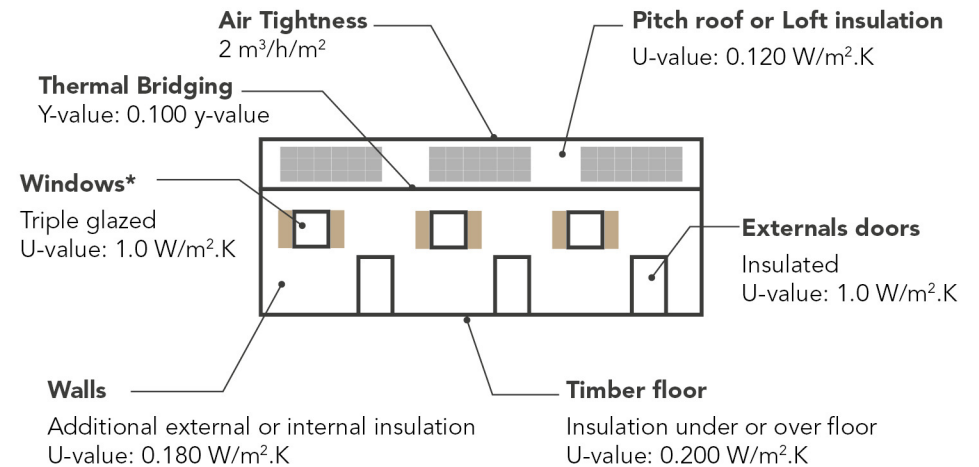 Air Tightness
2 m³/h/m²
Pitch roof or Loft insulation
U-value: 0.120 W/m².K
Thermal Bridging
Y-value: 0.100 y-value
Windows*
Triple glazed
U-value: 1.0 W/m².K
Externals doors
Insulated
U-value: 1.0 W/m².K
Walls
Additional external or internal insulation
U-value: 0.180 W/m².K
Timber floor
Insulation under or over floor
U-value: 0.200 W/m².K